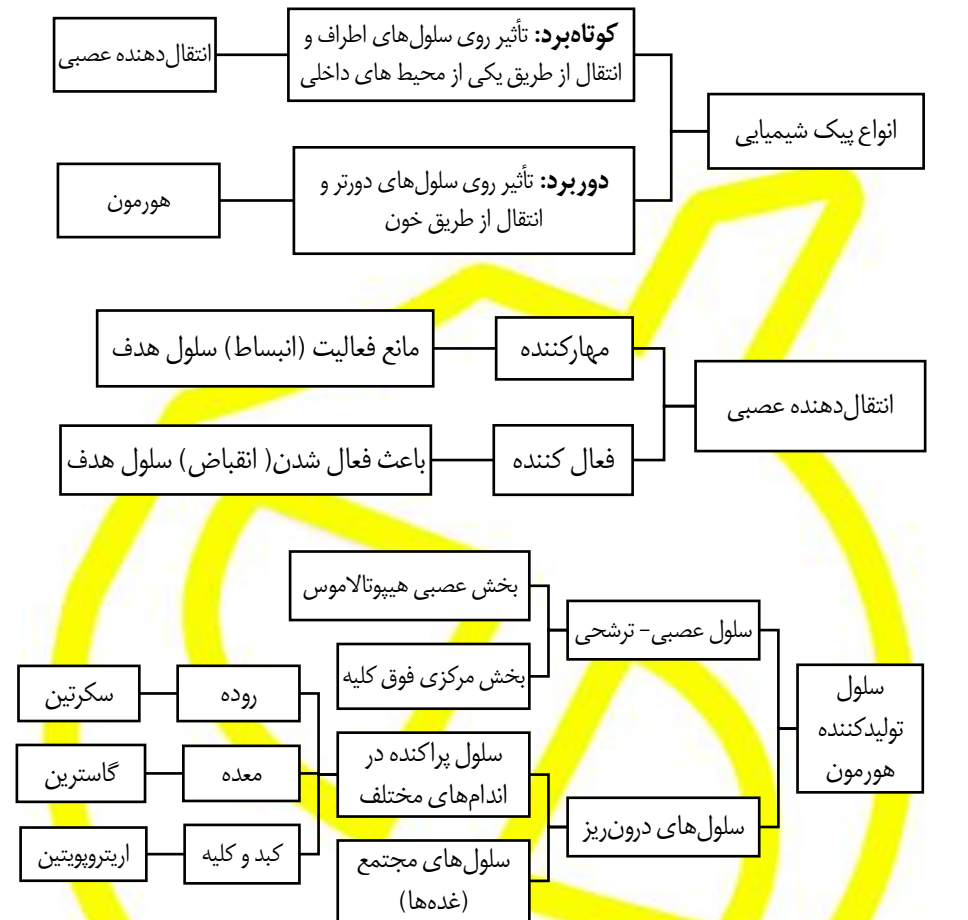 انواع پیک شیمیایی
کوتاه‌برد: تأثیر روی سلول‌های اطراف و
انتقال از طریق یکی از محیط های داخلی
انتقال‌دهنده عصبی
دوربرد: تأثیر روی سلول‌های دورتر و
انتقال از طریق خون
هورمون
انتقال‌دهنده عصبی
مهارکننده
مانع فعالیت (انبساط) سلول هدف
فعال کننده
باعث فعال شدن( انقباض) سلول هدف
سلول
تولیدکننده
هورمون
سلول عصبی- ترشحی
بخش عصبی هیپوتالاموس
بخش مرکزی فوق کلیه
سلول‌های درون‌ریز
سلول پراکنده در
اندام‌های مختلف
روده
سکرتین
معده
گاسترین
کبد و کلیه
اریتروپویتین
سلول‌های مجتمع
(غده‌ها)